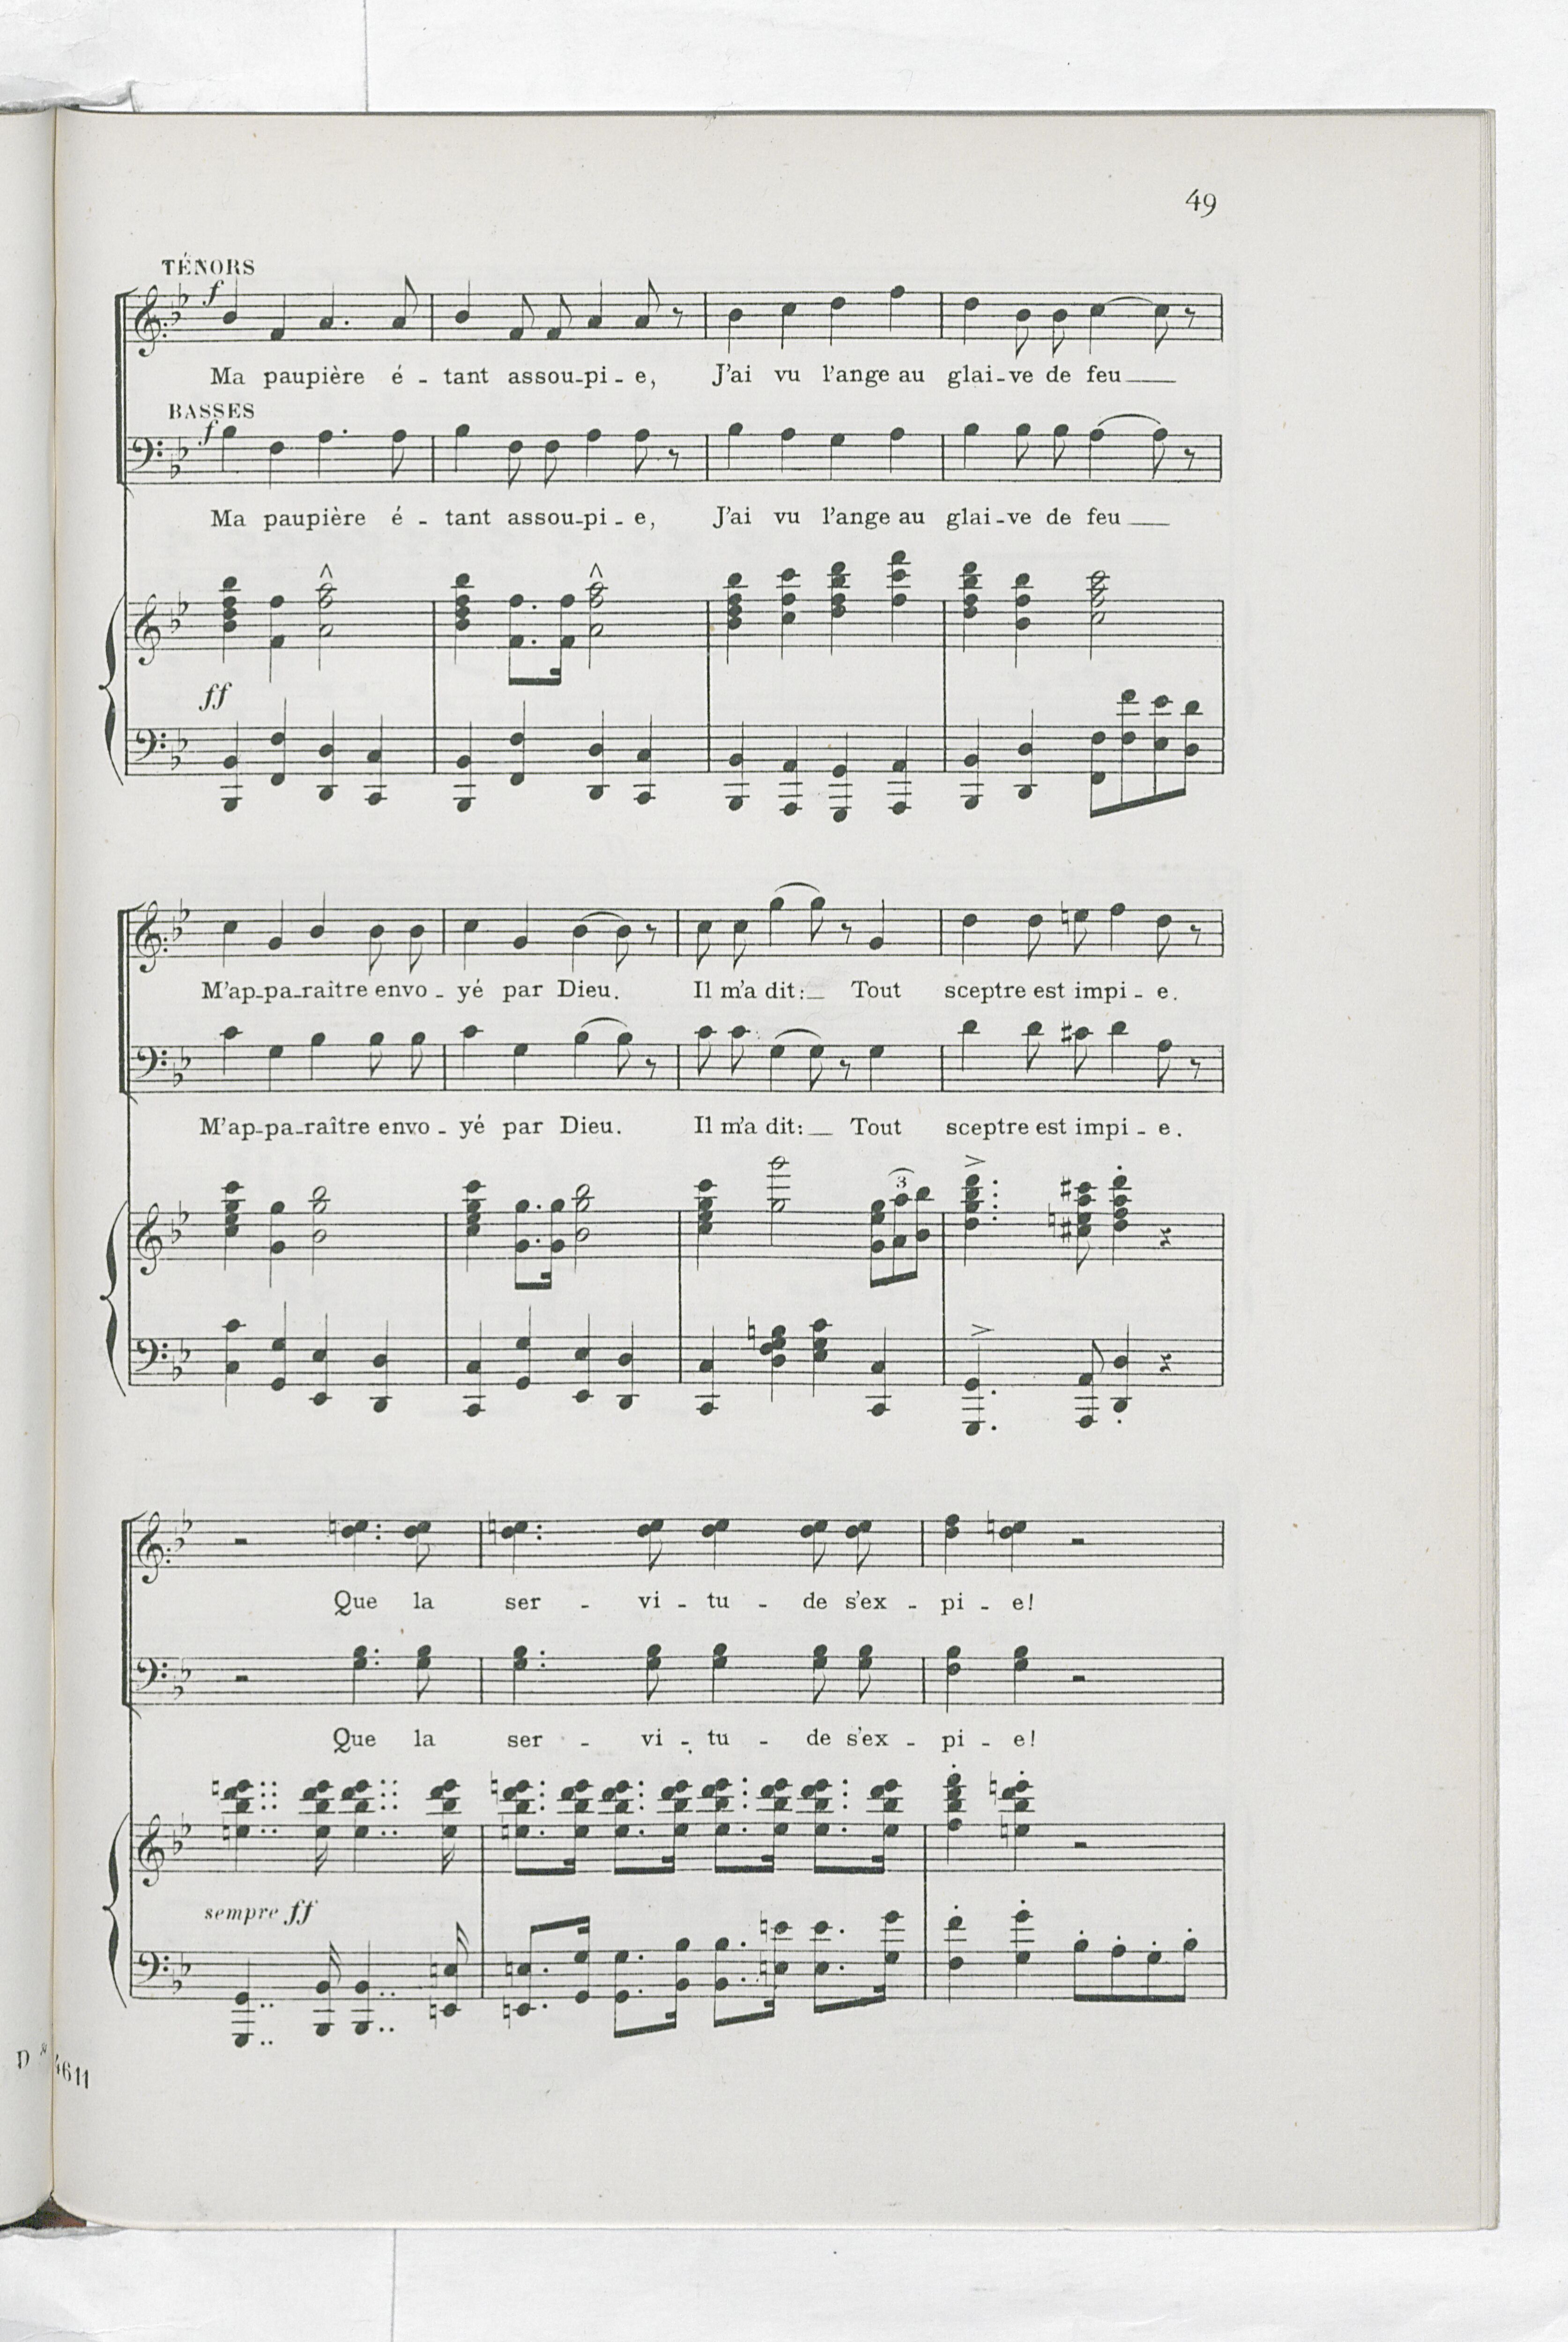 49
TÉNORS
f
Ma paupière é - tant assou-pi - e, J'ai vu l'ange au glai-ve de feu
BASSES
f
Ma paupière é - tant assou-pi - e, J'ai vu l'ange au glai-ve de feu
ff
M'ap-pa-raître envo - yé par Dieu. Il m'a dit: Tout sceptre est impi - e.
M'ap-pa-raître envo - yé par Dieu. Il m'a dit: Tout sceptre est impi - e.
3
Que la ser - vi - tu - de s'ex - pi - e!
Que la ser - vi - tu - de s'ex - pi - e!
sempre ff
4611